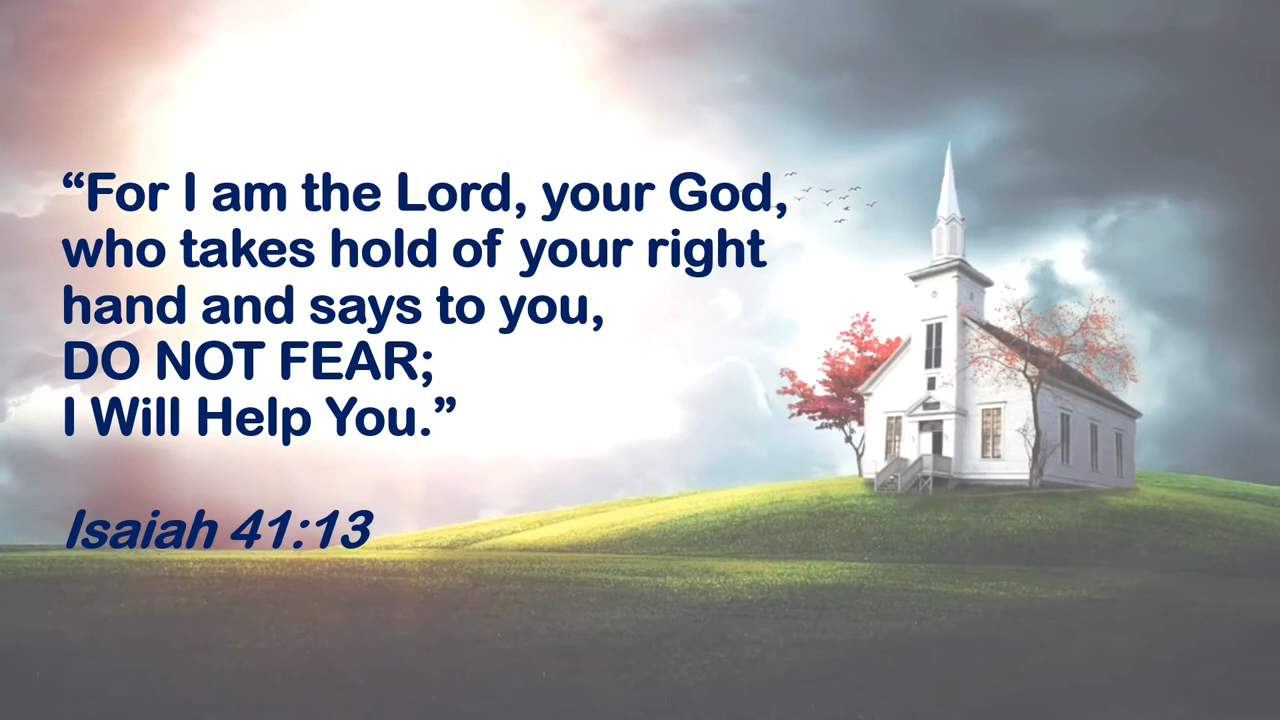 “For I am the Lord, your God,
who takes hold of your right
hand and says to you,
DO NOT FEAR;
I Will Help You.”
Isaiah 41:13